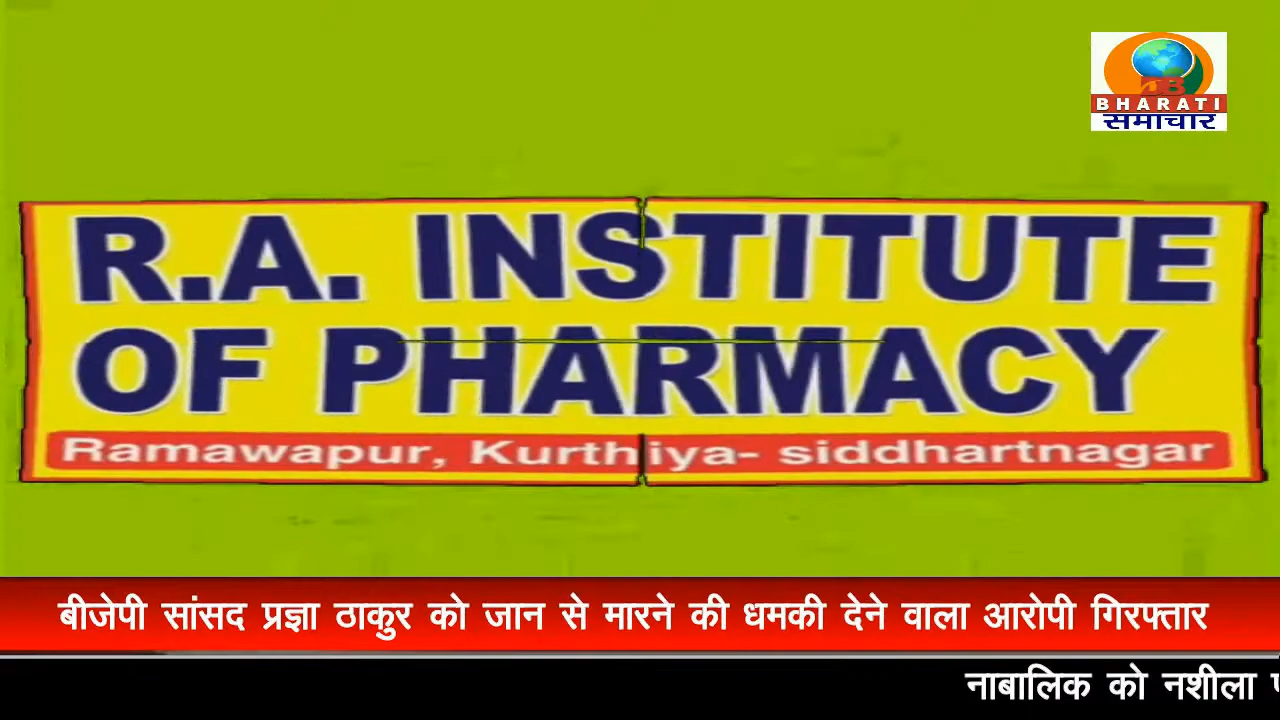 BHARATI
समाचार
R.A. INSTITUTE
OF PHARMACY
Ramawapur, Kurthiya- siddhartnagar
बीजेपी सांसद प्रज्ञा ठाकुर को जान से मारने की धमकी देने वाला आरोपी गिरफ्तार
नाबालिक को नशीला